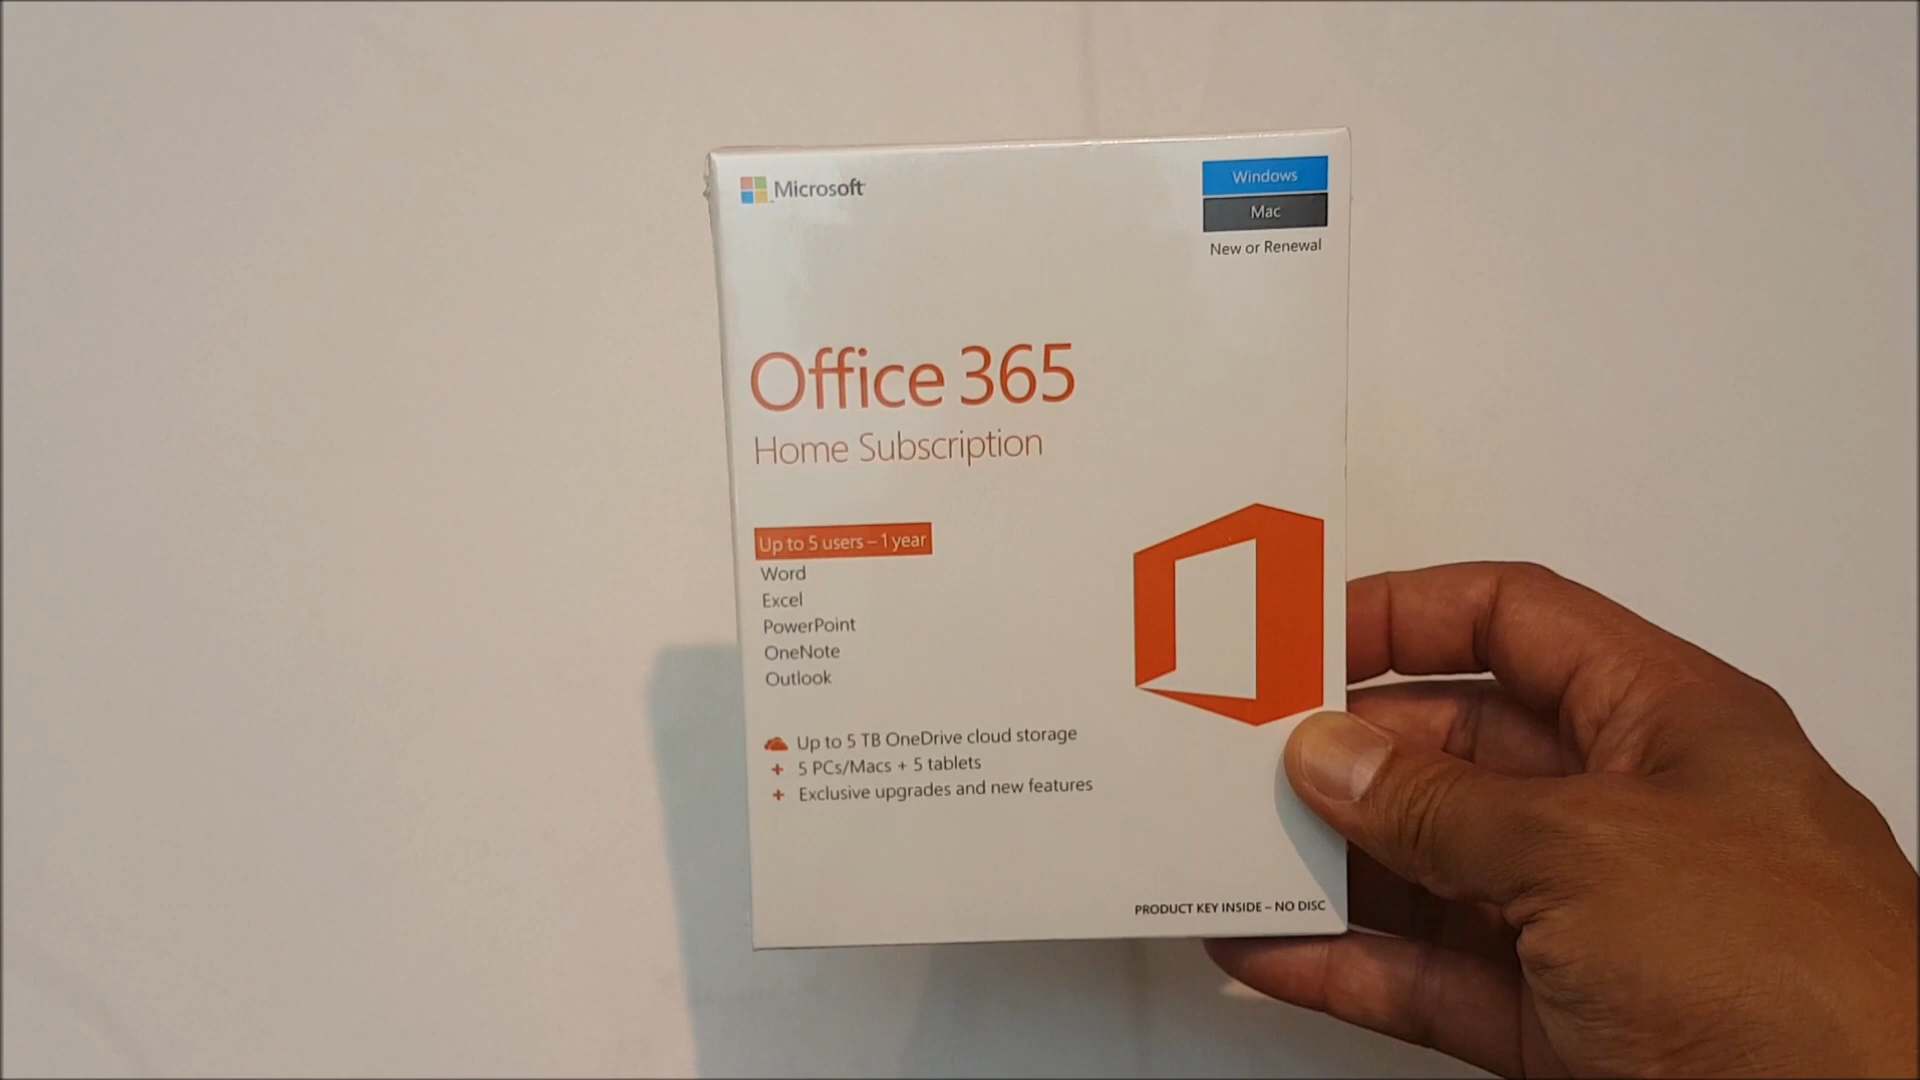 Microsoft
Windows
Mac
New or Renewal
Office 365
Home Subscription
Up to 5 users – 1 year
Word
Excel
PowerPoint
OneNote
Outlook
Up to 5 TB OneDrive cloud storage
+ 5 PCs/Macs + 5 tablets
+ Exclusive upgrades and new features
PRODUCT KEY INSIDE – NO DISC